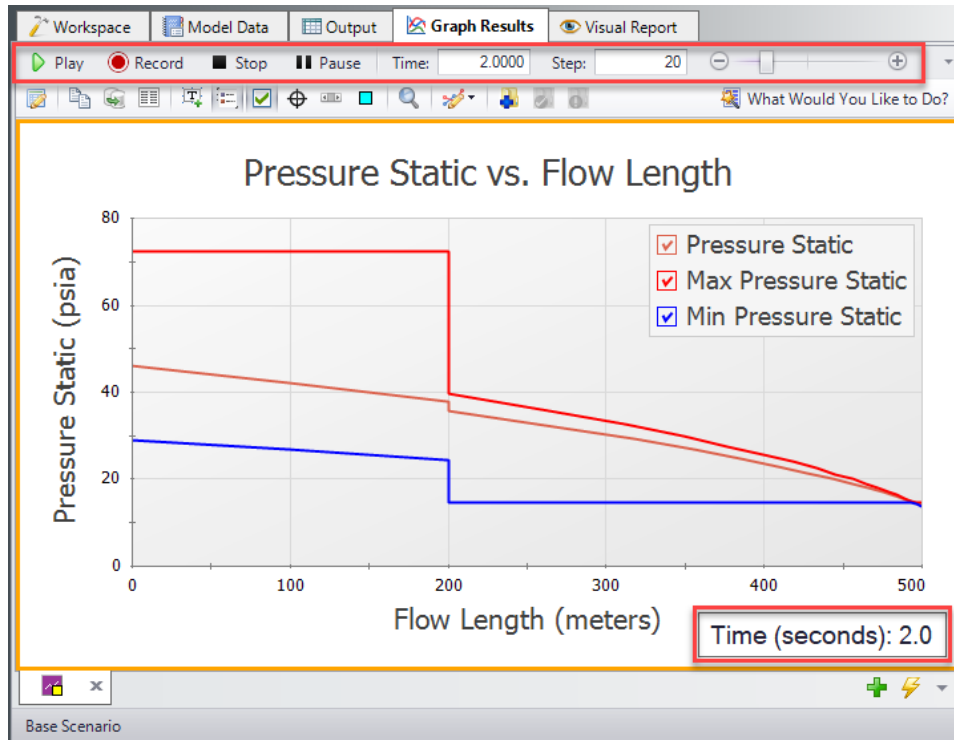 Workspace Model Data Output Graph Results Visual Report
Play Record Stop Pause Time: 2.0000 Step: 20
What Would You Like to Do?
Pressure Static vs. Flow Length
Pressure Static (psia)
80
60
40
20
0
Pressure Static
Max Pressure Static
Min Pressure Static
0 100 200 300 400 500
Flow Length (meters)
Time (seconds): 2.0
Base Scenario